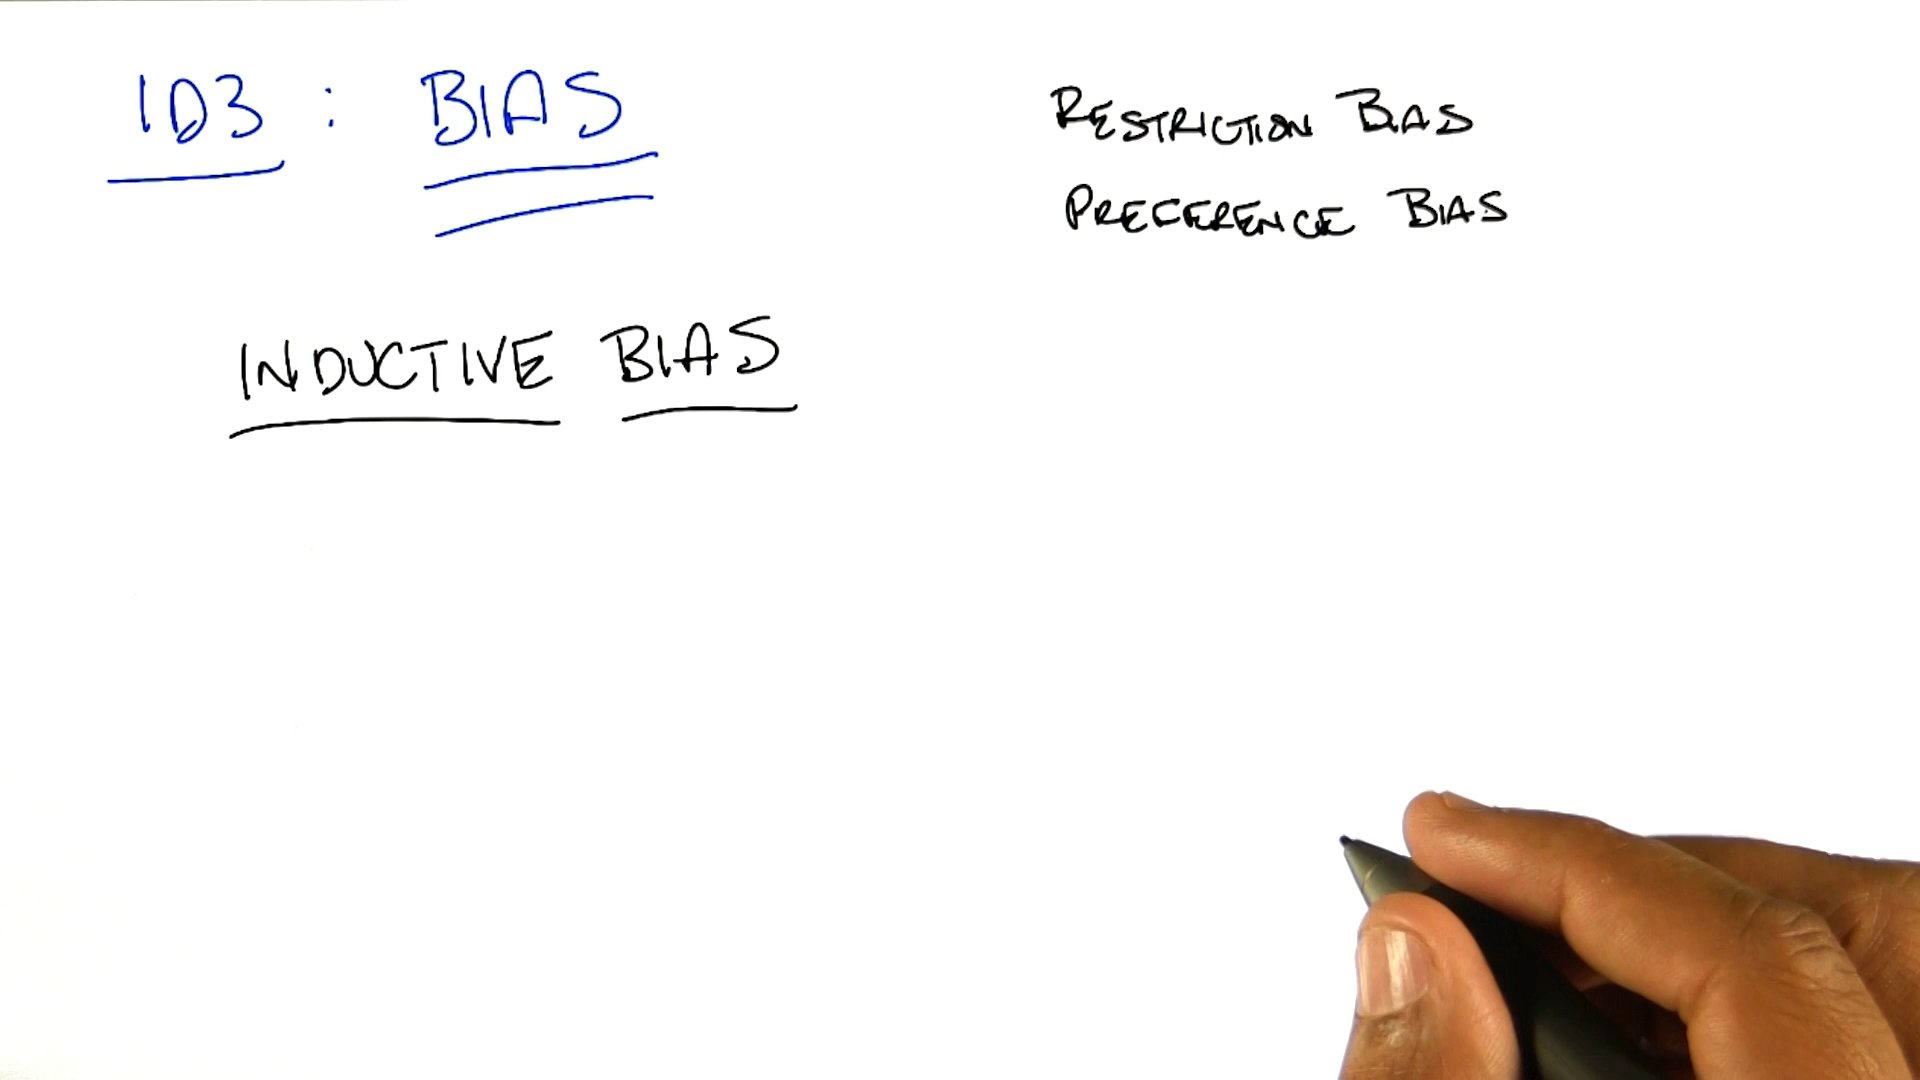 ID3 : BIAS
RESTRICTION BIAS
PREFERENCE BIAS
INDUCTIVE BIAS